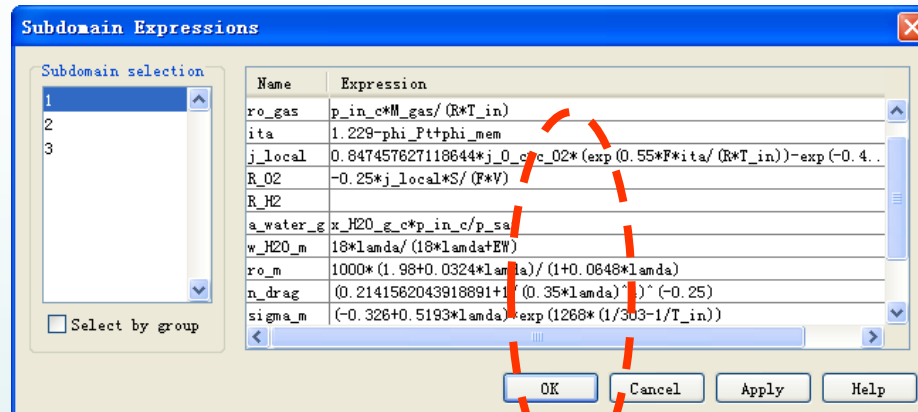 Subdomain Expressions
Subdomain selection
1
2
3
Select by group
Name Expression
ro_gas p_in_c*M_gas/(R*T_in)
ita 1.229-phi_Pt+phi_mem
j_local 0.847457627118644*j_0_c*c_O2*(exp(0.55*F*ita/(R*T_in))-exp(-0.4..
R_O2 -0.25*j_local*S/(F*V)
R_H2
a_water_g x_H2O_g_c*p_in_c/
w_H2O_m 18*lamda/(18*lamda+EW)
ro_m 1000*(1.98+0.0324*lamda)/(1+0.0648*lamda)
n_drag (0.2141562043918891+1/(0.35*lamda) (-0.25)
sigma_m (-0.326+0.5193*lamda)*exp(1268*(1/303-1/T_in))
OK Cancel Apply Help